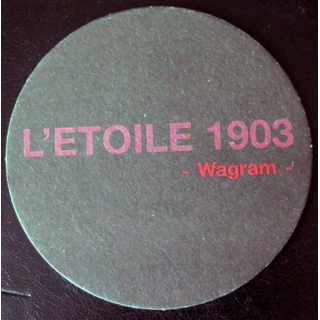 L'ETOILE 1903
- Wagram -